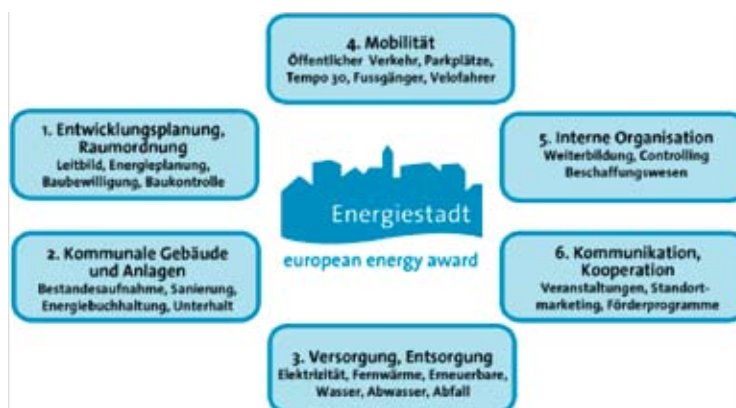 4. Mobilität
Öffentlicher Verkehr, Parkplätze,
Tempo 30, Fussgänger, Velofahrer
1. Entwicklungsplanung,
Raumordnung
Leitbild, Energieplanung,
Baubewilligung, Baukontrolle
5. Interne Organisation
Weiterbildung, Controlling
Beschaffungswesen
Energiestadt
european energy award
2. Kommunale Gebäude
und Anlagen
Bestandesaufnahme, Sanierung,
Energiebuchhaltung, Unterhalt
6. Kommunikation,
Kooperation
Veranstaltungen, Standort-
marketing, Förderprogramme
3. Versorgung, Entsorgung
Elektrizität, Fernwärme, Erneuerbare,
Wasser, Abwasser, Abfall